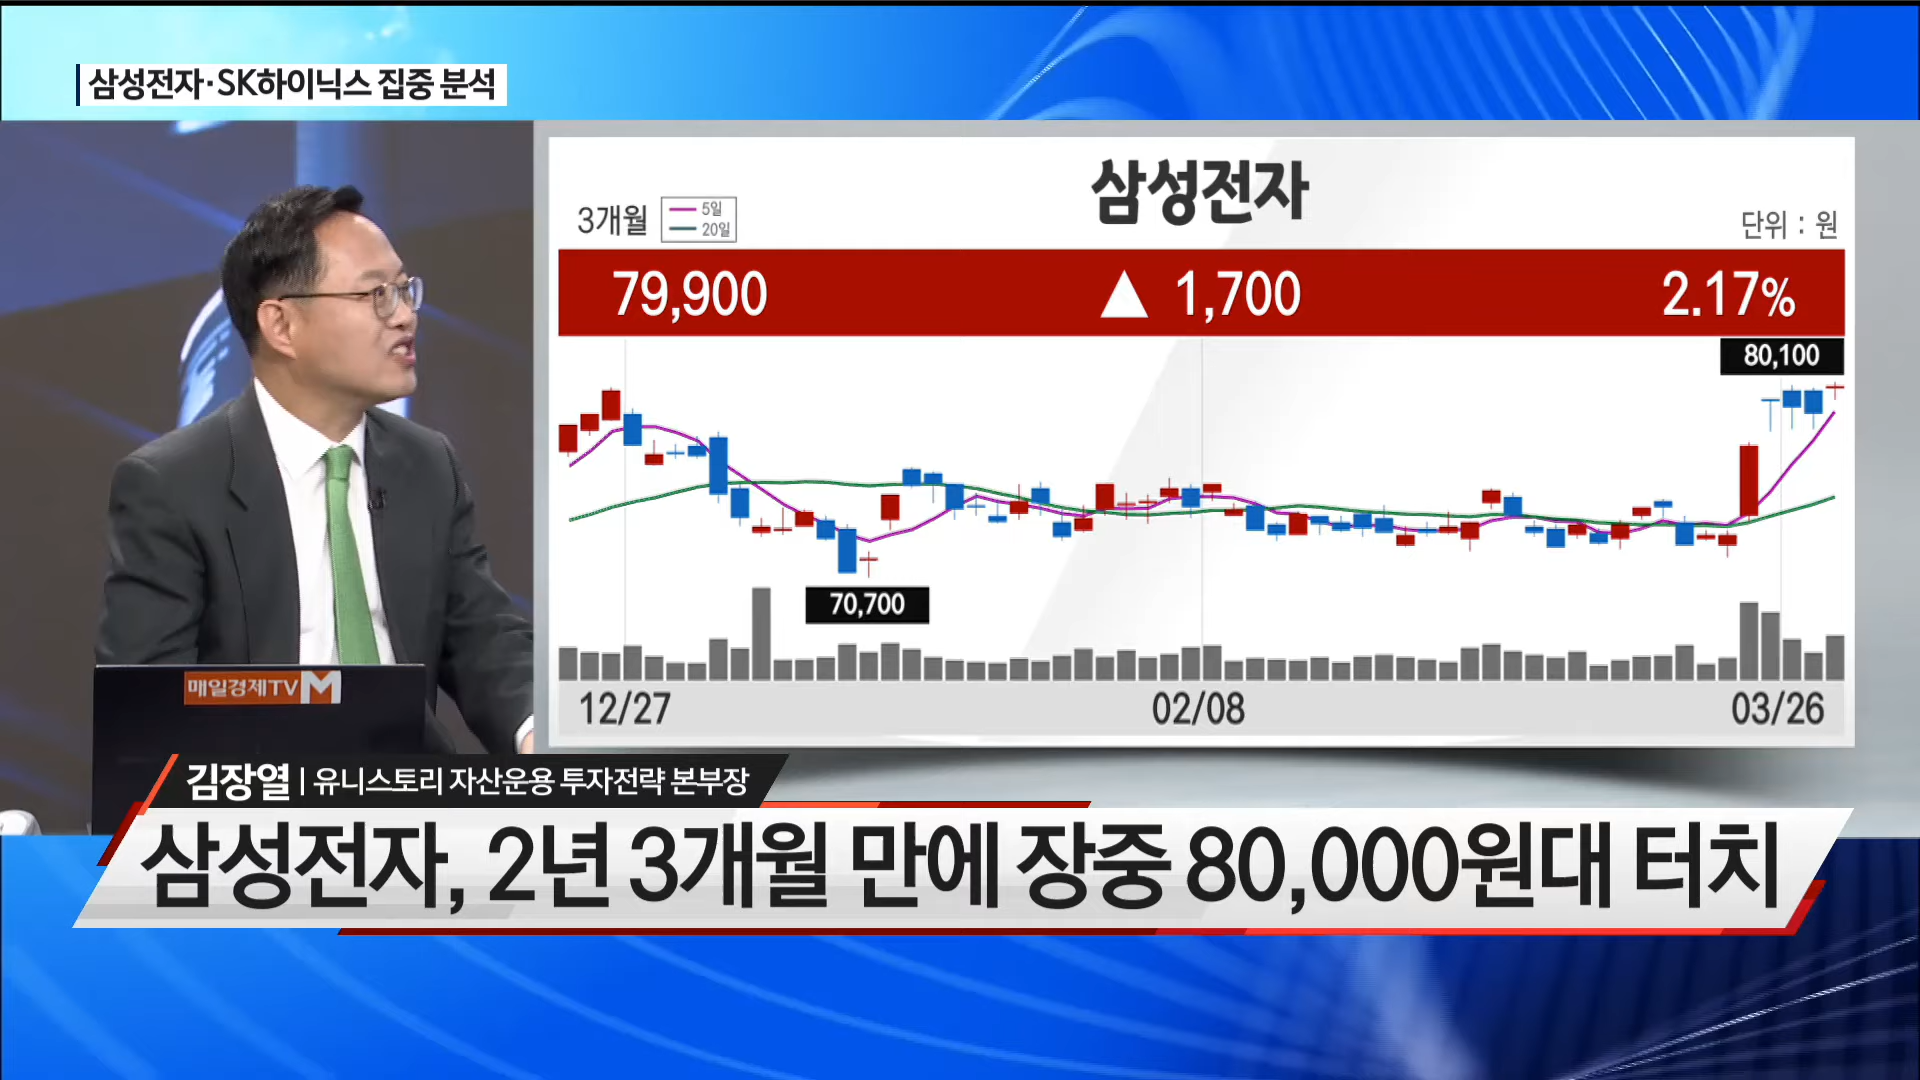 삼성전자·SK하이닉스 집중 분석
삼성전자
3개월
5일
20일
단위 : 원
79,900 ▲ 1,700 2.17%
80,100
70,700
12/27 02/08 03/26
매일경제TV M
김장열 | 유니스토리 자산운용 투자전략 본부장
삼성전자, 2년 3개월 만에 장중 80,000원대 터치